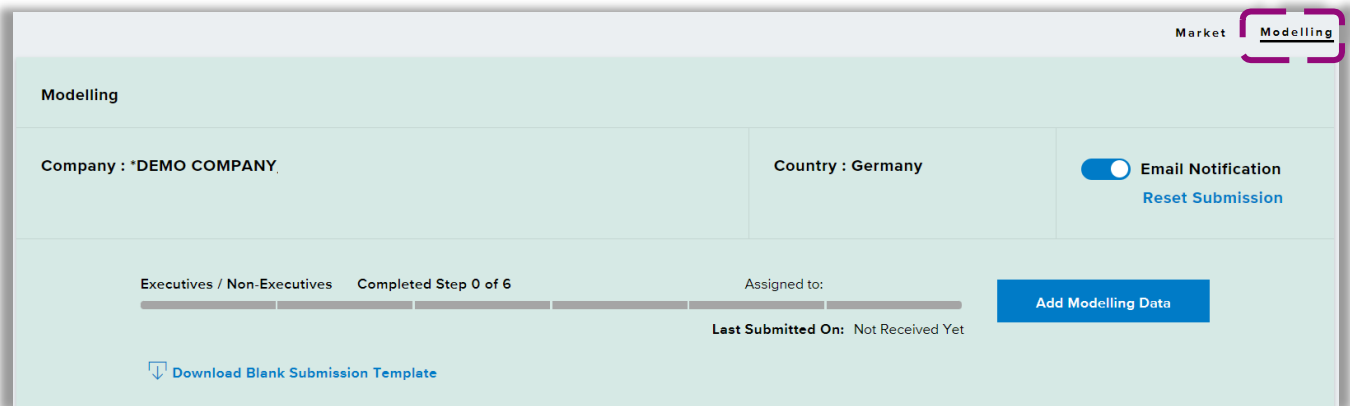 Market Modelling
Modelling
Company : *DEMO COMPANY
Country : Germany
Email Notification
Reset Submission
Executives / Non-Executives Completed Step 0 of 6
Assigned to:
Add Modelling Data
Last Submitted On: Not Received Yet
Download Blank Submission Template